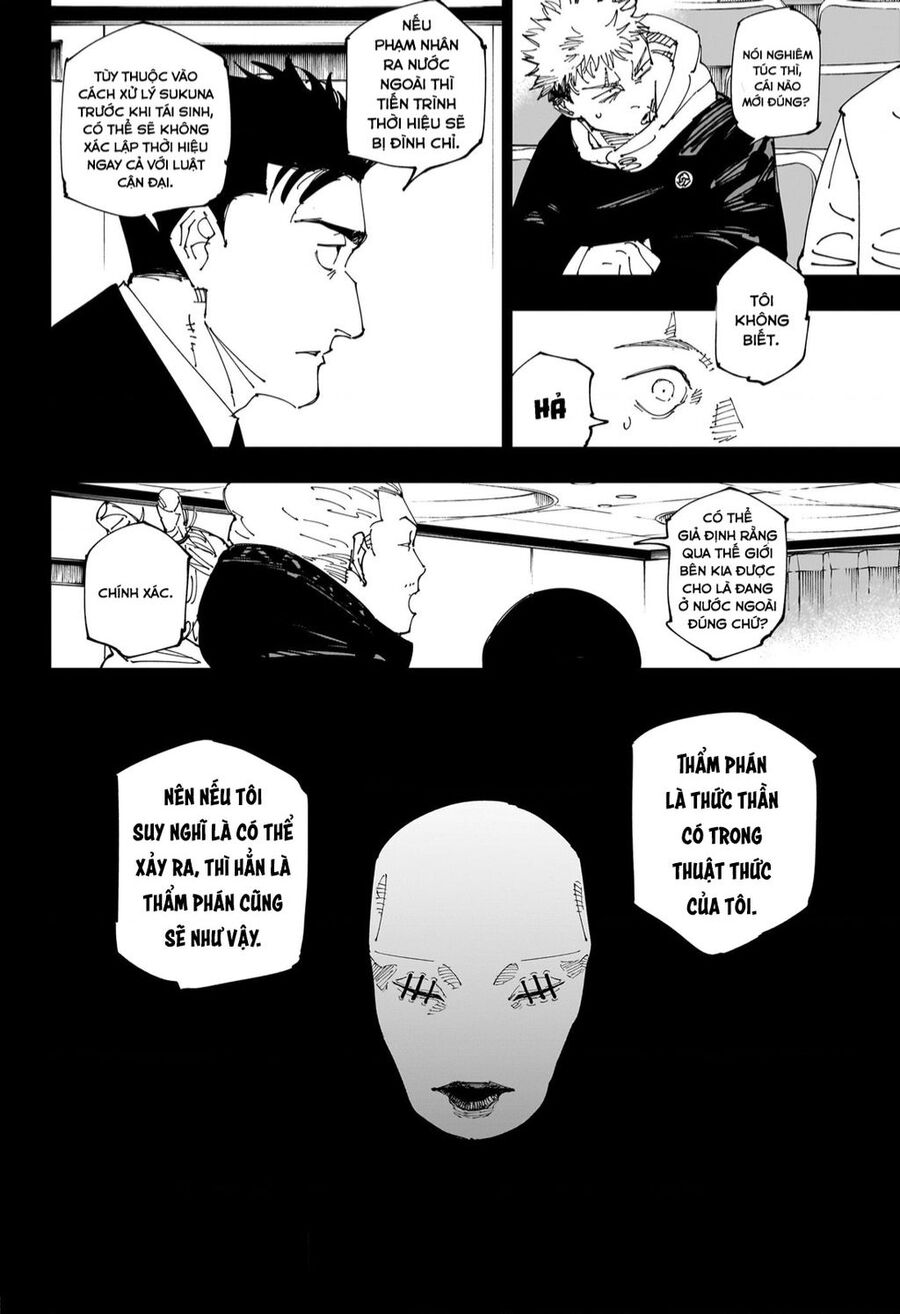 NÓI NGHIÊM
TÚC THÌ,
CÁI NÀO
MỚI ĐÚNG?
TÔI
KHÔNG
BIẾT.
HẢ
NẾU
PHẠM NHÂN
RA NƯỚC
NGOÀI THÌ
TIẾN TRÌNH
THỜI HIỆU SẼ
BỊ ĐÌNH CHỈ.
TÙY THUỘC VÀO
CÁCH XỬ LÝ SUKUNA
TRƯỚC KHI TÁI SINH,
CÓ THỂ SẼ KHÔNG
XÁC LẬP THỜI HIỆU
NGAY CẢ VỚI LUẬT
CẬN ĐẠI.
CÓ THỂ
GIẢ ĐỊNH RẰNG
QUA THẾ GIỚI
BÊN KIA ĐƯỢC
CHO LÀ ĐANG
Ở NƯỚC NGOÀI
ĐÚNG CHỨ?
CHÍNH XÁC.
THẨM PHÁN
LÀ THỨC THẦN
CÓ TRONG
THUẬT THỨC
CỦA TÔI.
NÊN NẾU TÔI
SUY NGHĨ LÀ CÓ THỂ
XẢY RA, THÌ HẲN LÀ
THẨM PHÁN CŨNG
SẼ NHƯ VẬY.